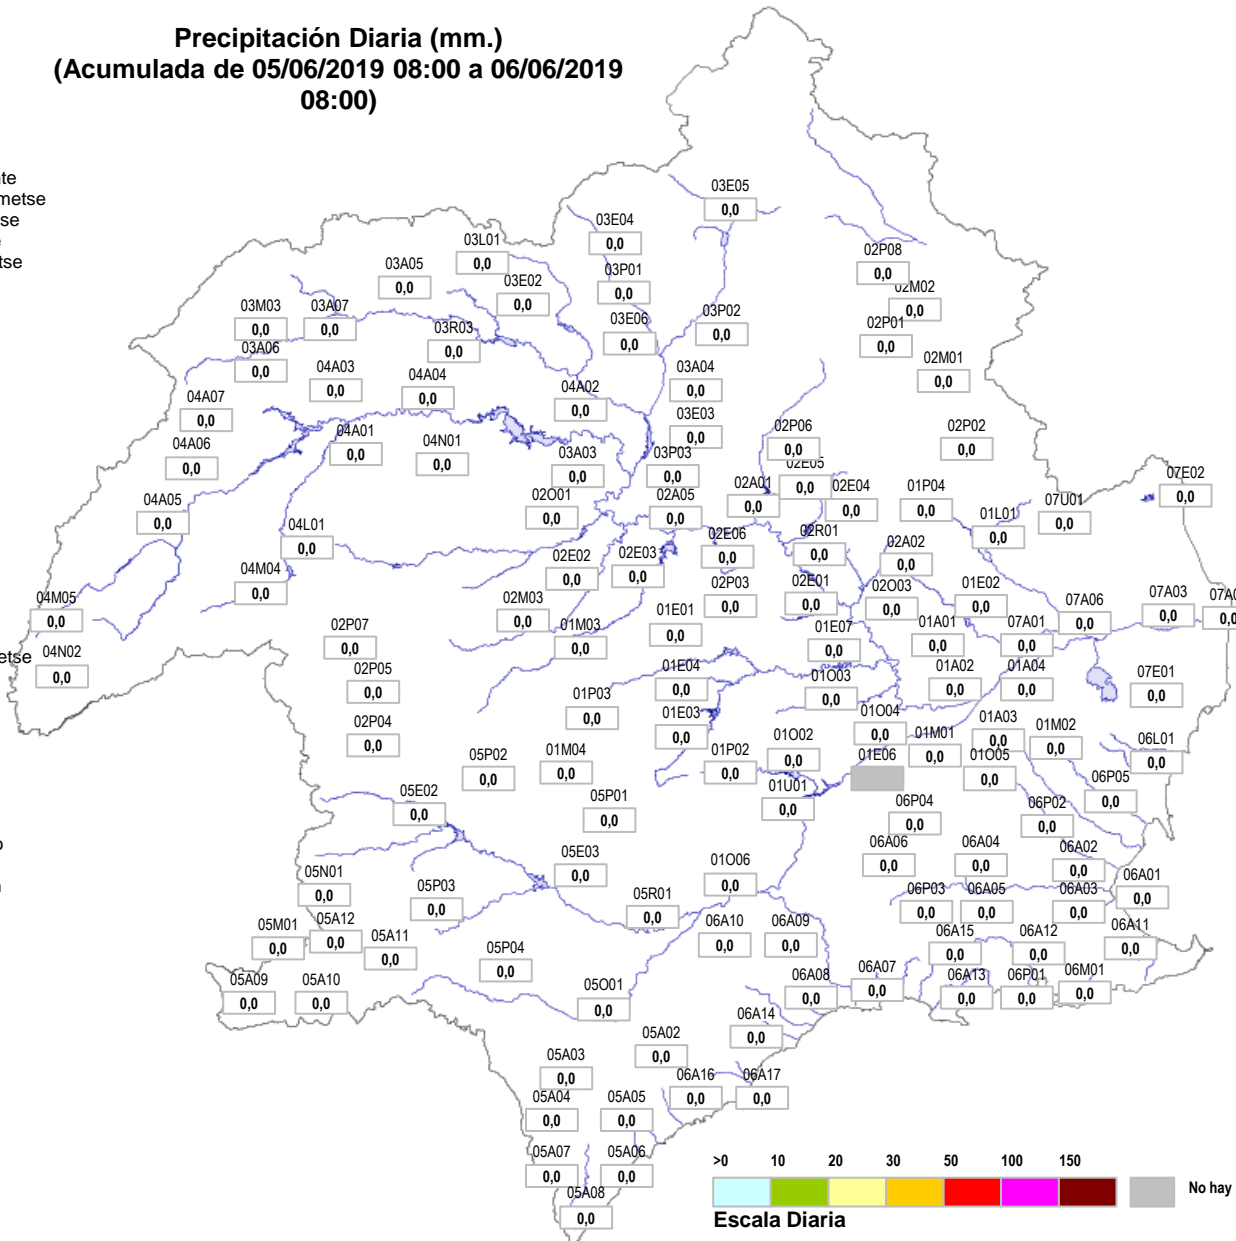 Precipitación Diaria (mm.)
(Acumulada de 05/06/2019 08:00 a 06/06/2019
08:00)
03E05
0,0
03E04
0,0
03L01
0,0
02P08
0,0
03A05
0,0
03P01
0,0
03E02
0,0
02M02
0,0
03M03
0,0
03A07
0,0
03R03
0,0
03E06
0,0
03P02
0,0
02P01
0,0
03A06
0,0
04A03
0,0
04A04
0,0
03A04
0,0
02M01
0,0
04A07
0,0
04A02
0,0
03E03
0,0
04A06
0,0
04A01
0,0
04N01
0,0
03A03
0,0
03P03
0,0
02P06
0,0
02P02
0,0
04A05
0,0
02O01
0,0
02A05
0,0
02A01
0,0
02E05
0,0
02E04
0,0
01P04
0,0
01L01
0,0
07U01
0,0
07E02
0,0
04L01
0,0
02E02
0,0
02E03
0,0
02E06
0,0
02R01
0,0
02A02
0,0
04M04
0,0
04M05
0,0
02M03
0,0
02P03
0,0
02E01
0,0
02O03
0,0
01E02
0,0
07A06
0,0
07A03
0,0
07A0
0,0
02P07
0,0
01M03
0,0
01E01
0,0
01E07
0,0
01A01
0,0
07A01
0,0
etse
04N02
0,0
02P05
0,0
01E04
0,0
01O03
0,0
01A02
0,0
01A04
0,0
07E01
0,0
02P04
0,0
01P03
0,0
01E03
0,0
01O04
0,0
01M01
0,0
01A03
0,0
01M02
0,0
06L01
0,0
05P02
0,0
01M04
0,0
01P02
0,0
01O02
0,0
01E06
01O05
0,0
06P05
0,0
05E02
0,0
05P01
0,0
01U01
0,0
06P04
0,0
06P02
0,0
05E03
0,0
01O06
0,0
06A06
0,0
06A04
0,0
06A02
0,0
05N01
0,0
05P03
0,0
05R01
0,0
06P03
0,0
06A05
0,0
06A03
0,0
06A01
0,0
05M01
0,0
05A12
0,0
05A11
0,0
06A10
0,0
06A09
0,0
06A15
0,0
06A12
0,0
06A11
0,0
05P04
0,0
05A09
0,0
05A10
0,0
05O01
0,0
06A08
0,0
06A07
0,0
06A13
0,0
06P01
0,0
06M01
0,0
06A14
0,0
05A02
0,0
05A03
0,0
06A16
0,0
06A17
0,0
05A04
0,0
05A05
0,0
05A07
0,0
05A06
0,0
05A08
0,0
>0 10 20 30 50 100 150
No hay
Escala Diaria